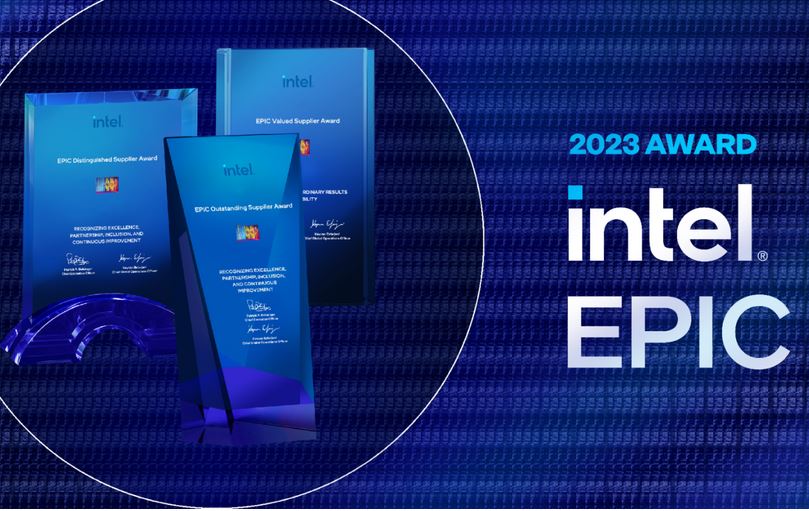 intel
EPIC Distinguished Supplier Award
RECOGNIZING EXCELLENCE,
PARTNERSHIP, INCLUSION, AND
CONTINUOUS IMPROVEMENT
intel
EPIC Valued Supplier Award
RESULTS
intel
EPIC Outstanding Supplier Award
RECOGNIZING EXCELLENCE,
PARTNERSHIP, INCLUSION,
AND CONTINUOUS
IMPROVEMENT
2023 AWARD
intel®
EPIC